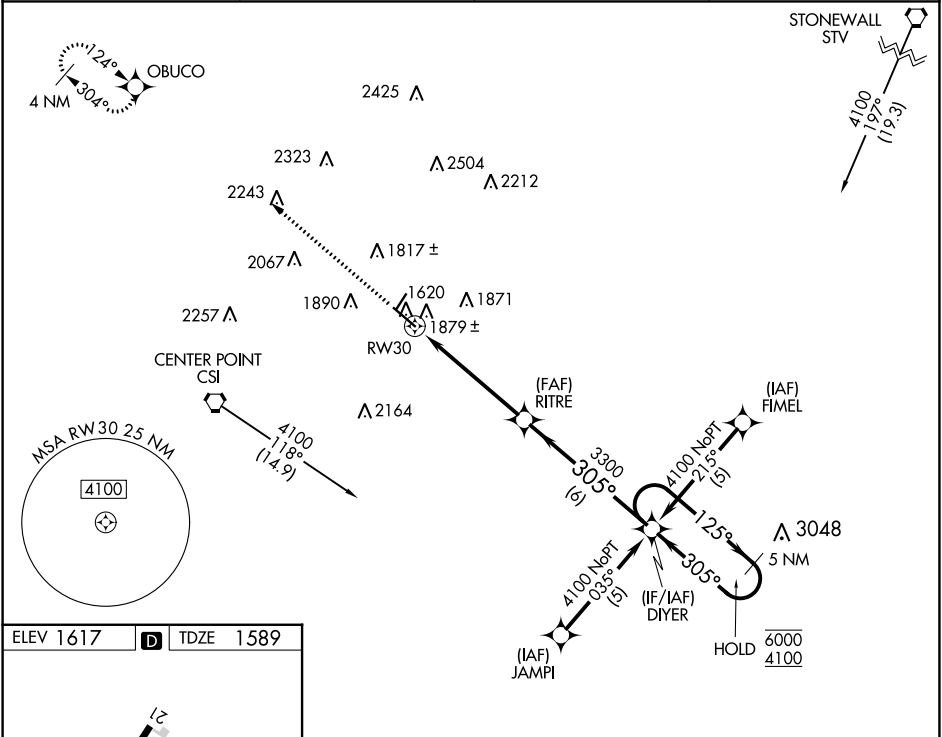 STONEWALL
STV
4100
197°
(19.3)
124°
OBUCO
304°
4 NM
2425
2323
2504
2212
2243
1817 ±
2067
1620
1890
1871
1879 ±
2257
RW30
CENTER POINT
CSI
4100
118°
(14.9)
2164
(FAF)
RITRE
(IAF)
FIMEL
MSA RW30 25 NM
4100
3300
305°
(6)
4100 NoPT
215°
(5)
125°
3048
5 NM
305°
4100 NoPT
035°
(5)
(IF/IAF)
DIYER
(IAF)
JAMPI
HOLD
6000
4100
ELEV 1617
D
TDZE 1589
21